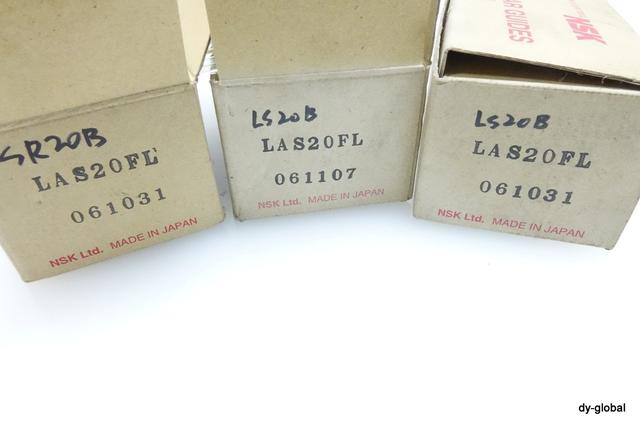 SR20B
LAS20FL
061031
NSK Ltd. MADE IN JAPAN
LS20B
LAS20FL
061107
NSK Ltd. MADE IN JAPAN
NSK
AR GUIDES
LS20B
LAS20FL
061031
NSK Ltd. MADE IN JAPAN
dy-global